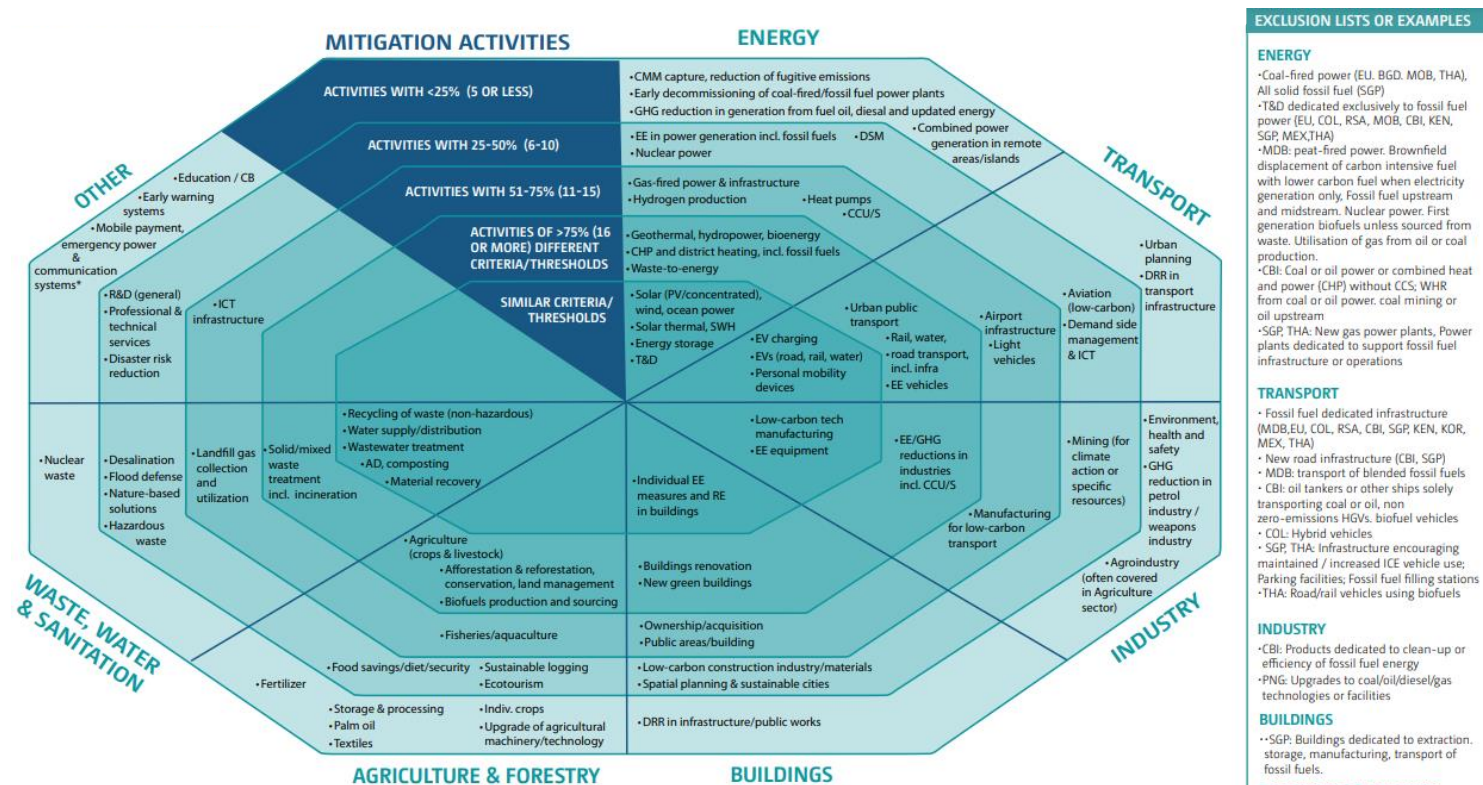 MITIGATION ACTIVITIES
ENERGY
ACTIVITIES WITH <25% (5 OR LESS)
•CMM capture, reduction of fugitive emissions
•Early decommissioning of coal-fired/fossil fuel power plants
•GHG reduction in generation from fuel oil, diesal and updated energy
ACTIVITIES WITH 25-50% (6-10)
•EE in power generation incl. fossil fuels
•Nuclear power
•DSM
•Combined power
generation in remote
areas/islands
ACTIVITIES WITH 51-75% (11-15)
•Gas-fired power & infrastructure
•Hydrogen production
•Heat pumps
•CCU/S
ACTIVITIES OF >75% (16
OR MORE) DIFFERENT
CRITERIA/THRESHOLDS
•Geothermal, hydropower, bioenergy
•CHP and district heating, incl. fossil fuels
•Waste-to-energy
SIMILAR CRITERIA/
THRESHOLDS
•Solar (PV/concentrated),
wind, ocean power
•Solar thermal, SWH
•Energy storage
•T&D
TRANSPORT
•EV charging
•EVs (road, rail, water)
•Personal mobility
devices
•Urban public
transport
•Rail, water,
•road transport,
incl. infra
•EE vehicles
•Airport
infrastructure
•Light
vehicles
•Aviation
(low-carbon)
•Demand side
management
& ICT
•Urban
planning
•DRR in
transport
infrastructure
OTHER
•Education / CB
•Early warning
systems
•Mobile payment,
emergency power
&
communication
systems*
•R&D (general)
•Professional &
technical
services
•Disaster risk
reduction
•ICT
infrastructure
WASTE, WATER
& SANITATION
•Nuclear
waste
•Desalination
•Flood defense
•Nature-based
solutions
•Hazardous
waste
•Landfill gas
collection
and
utilization
•Solid/mixed
waste
treatment
incl. incineration
•Recycling of waste (non-hazardous)
•Water supply/distribution
•Wastewater treatment
•AD, composting
•Material recovery
INDUSTRY
•Low-carbon tech
manufacturing
•EE equipment
•EE/GHG
reductions in
industries
incl. CCU/S
•Manufacturing
for low-carbon
transport
•Mining (for
climate
action or
specific
resources)
•Environment,
health and
safety
•GHG
reduction in
petrol
industry /
weapons
industry
•Agroindustry
(often covered
in Agriculture
sector)
•Individual EE
measures and RE
in buildings
•Buildings renovation
•New green buildings
•Ownership/acquisition
•Public areas/building
•Low-carbon construction industry/materials
•Spatial planning & sustainable cities
•DRR in infrastructure/public works
BUILDINGS
•Agriculture
(crops & livestock)
•Afforestation & reforestation,
conservation, land management
•Biofuels production and sourcing
•Fisheries/aquaculture
•Food savings/diet/security
•Sustainable logging
•Ecotourism
•Fertilizer
•Storage & processing
•Palm oil
•Textiles
•Indiv. crops
•Upgrade of agricultural
machinery/technology
AGRICULTURE & FORESTRY
EXCLUSION LISTS OR EXAMPLES
ENERGY
•Coal-fired power (EU. BGD. MOB, THA),
All solid fossil fuel (SGP)
•T&D dedicated exclusively to fossil fuel
power (EU, COL, RSA, MOB, CBI, KEN,
SGP, MEX,THA)
•MDB: peat-fired power. Brownfield
displacement of carbon intensive fuel
with lower carbon fuel when electricity
generation only, Fossil fuel upstream
and midstream. Nuclear power. First
generation biofuels unless sourced from
waste. Utilisation of gas from oil or coal
production.
•CBI: Coal or oil power or combined heat
and power (CHP) without CCS; WHR
from coal or oil power. coal mining or
oil upstream
•SGP, THA: New gas power plants, Power
plants dedicated to support fossil fuel
infrastructure or operations
TRANSPORT
• Fossil fuel dedicated infrastructure
(MDB,EU, COL, RSA, CBI, SGP, KEN, KOR,
MEX, THA)
• New road infrastructure (CBI, SGP)
• MDB: transport of blended fossil fuels
• CBI: oil tankers or other ships solely
transporting coal or oil, non
zero-emissions HGVs. biofuel vehicles
• COL: Hybrid vehicles
• SGP, THA: Infrastructure encouraging
maintained / increased ICE vehicle use;
Parking facilities; Fossil fuel filling stations
•THA: Road/rail vehicles using biofuels
INDUSTRY
•CBI: Products dedicated to clean-up or
efficiency of fossil fuel energy
•PNG: Upgrades to coal/oil/diesel/gas
technologies or facilities
BUILDINGS
••SGP: Buildings dedicated to extraction.
storage, manufacturing, transport of
fossil fuels.